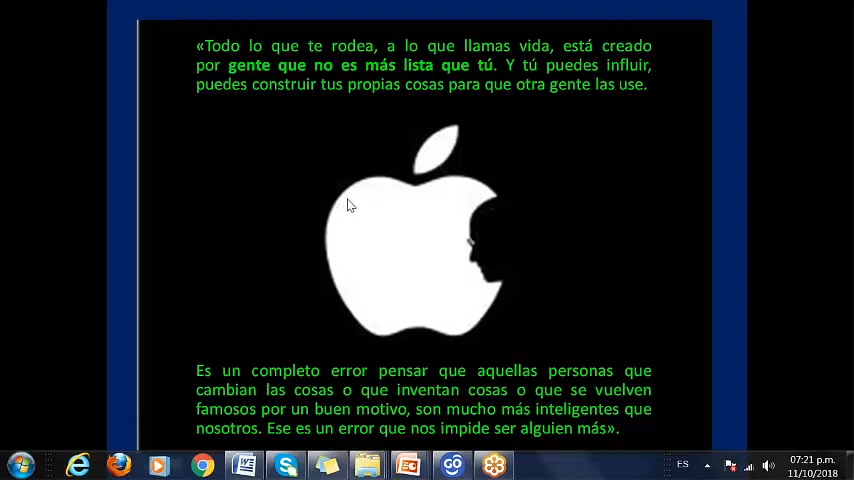 «Todo lo que te rodea, a lo que llamas vida, está creado
por gente que no es más lista que tú. Y tú puedes influir,
puedes construir tus propias cosas para que otra gente las use.
Es un completo error pensar que aquellas personas que
cambian las cosas o que inventan cosas o que se vuelven
famosos por un buen motivo, son mucho más inteligentes que
nosotros. Ese es un error que nos impide ser alguien más».
ES
07:21 p.m.
11/10/2018